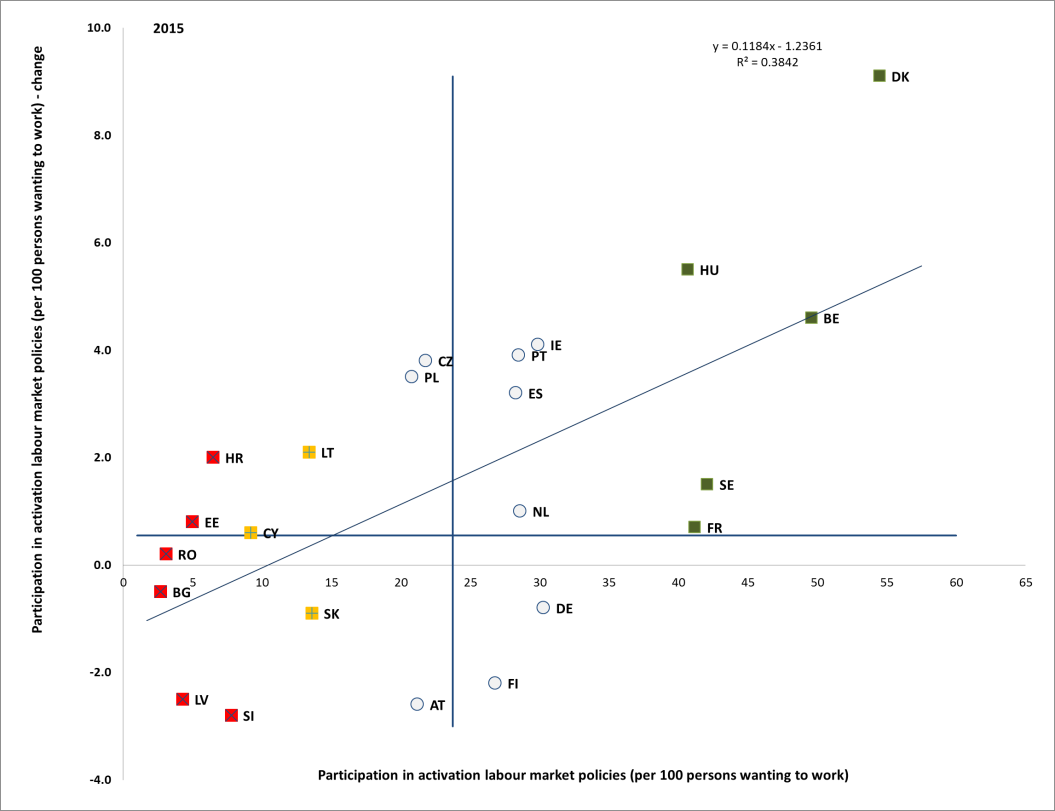 2015
y = 0.1184x - 1.2361
R² = 0.3842
Participation in activation labour market policies (per 100 persons wanting to work) - change
10.0
8.0
6.0
4.0
2.0
0.0
-2.0
-4.0
DK
HU
BE
IE
PT
CZ
PL
ES
LT
HR
SE
NL
EE
FR
CY
RO
BG
DE
SK
FI
LV
AT
SI
0 5 10 15 20 25 30 35 40 45 50 55 60 65
Participation in activation labour market policies (per 100 persons wanting to work)